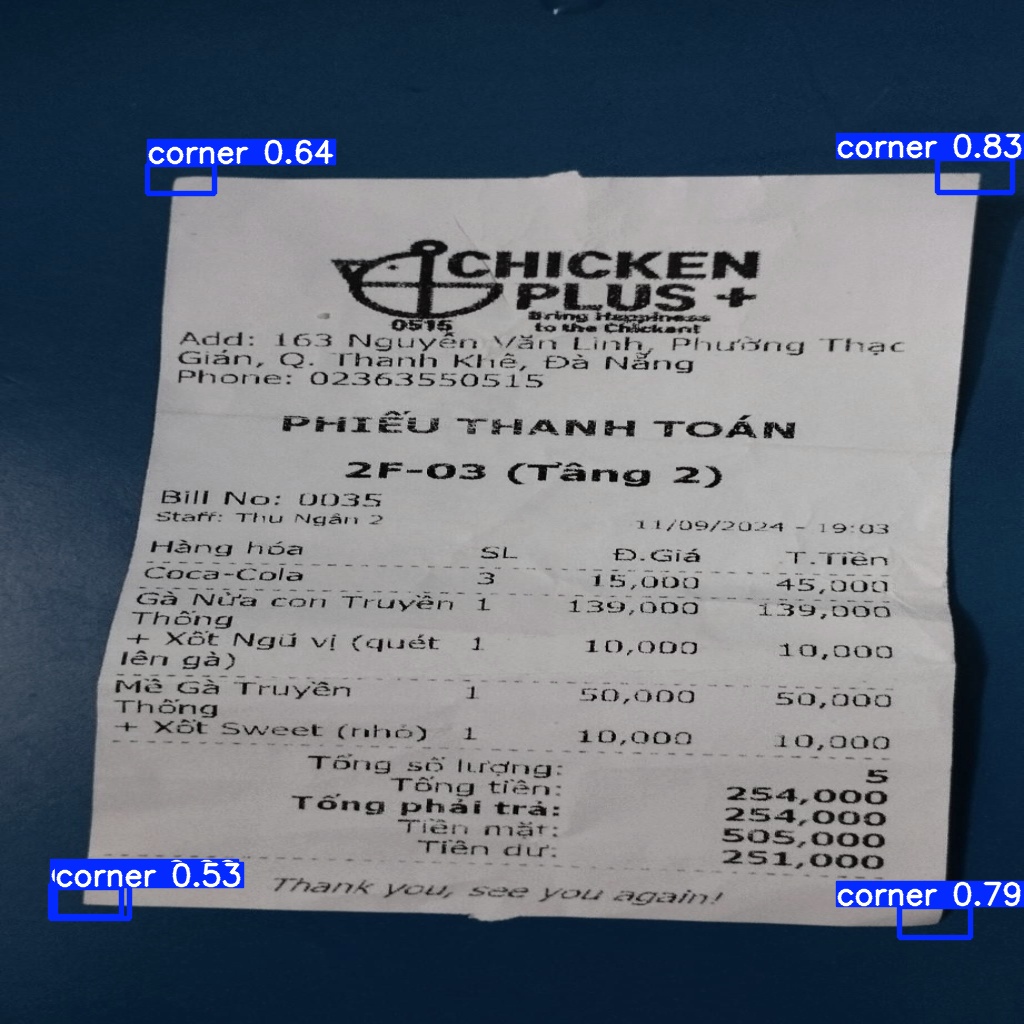 corner 0.64
corner 0.83
CHICKEN
PLUS +
Bring Happiness
to the Chicken!
0515
Add: 163 Nguyễn Văn Linh, Phường Thạc
Gián, Q. Thanh Khê, Đà Nẵng
Phone: 02363550515
PHIẾU THANH TOÁN
2F-03 (Tầng 2)
Bill No: 0035
Staff: Thu Ngân 2 11/09/2024 - 19:03
Hàng hóa SL Đ.Giá T.Tiền
Coca-Cola 3 15,000 45,000
Gà Nửa con Truyền 1 139,000 139,000
Thống
+ Xốt Ngũ vị (quét 1 10,000 10,000
lên gà)
Mề Gà Truyền 1 50,000 50,000
Thống
+ Xốt Sweet (nhỏ) 1 10,000 10,000
Tổng số lượng: 5
Tổng tiền: 254,000
Tổng phải trả: 254,000
Tiền mặt: 505,000
Tiền dư: 251,000
Thank you, see you again!
corner 0.53
corner 0.79